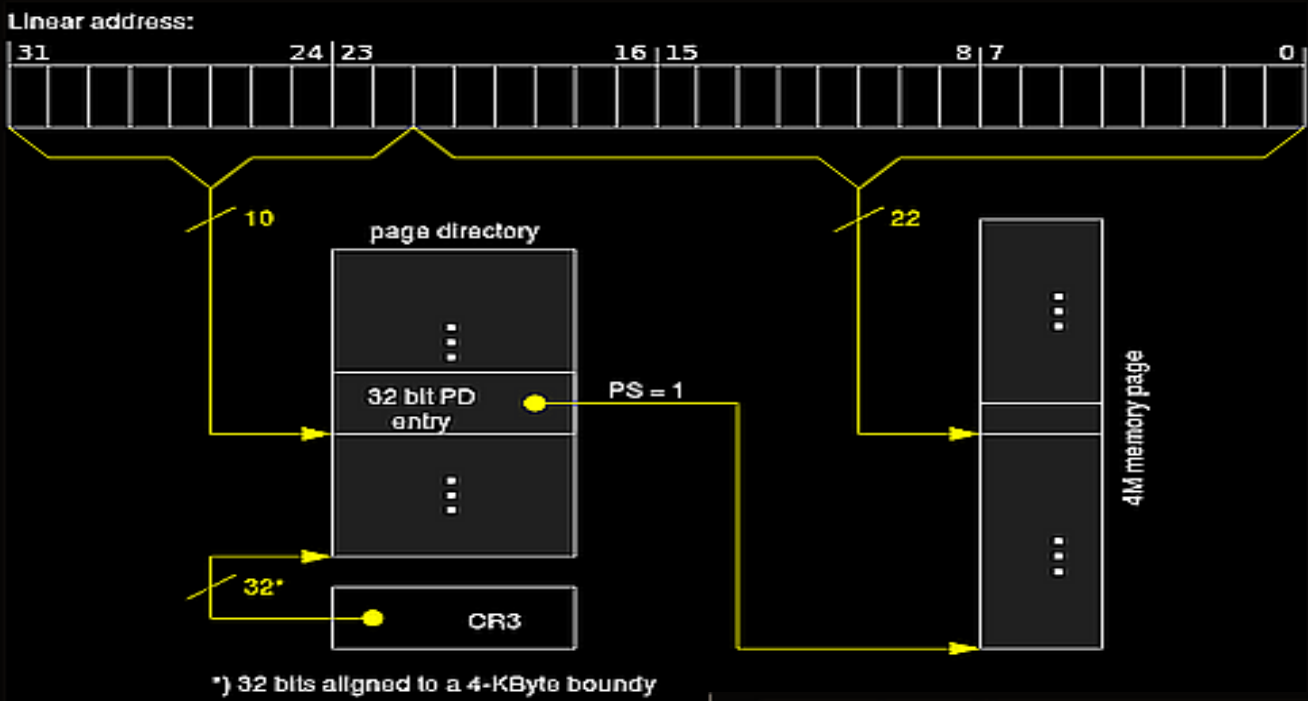 Linear address:
31 24 23 16 15 8 7 0
10
22
page directory
32 bit PD
entry
PS = 1
4M memory page
32*
CR3
*) 32 bits aligned to a 4-KByte boundy